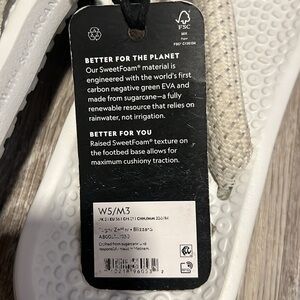 FSC
MIX
BETTER FOR THE PLANET
Our SweetFoam® material is
engineered with the world's first
carbon negative green EVA and
made from sugarcane—a fully
renewable resource that relies on
rainwater, not irrigation.
BETTER FOR YOU
Raised SweetFoam® texture on
the footbed base allows for
maximum cushiony traction.
W5/M3